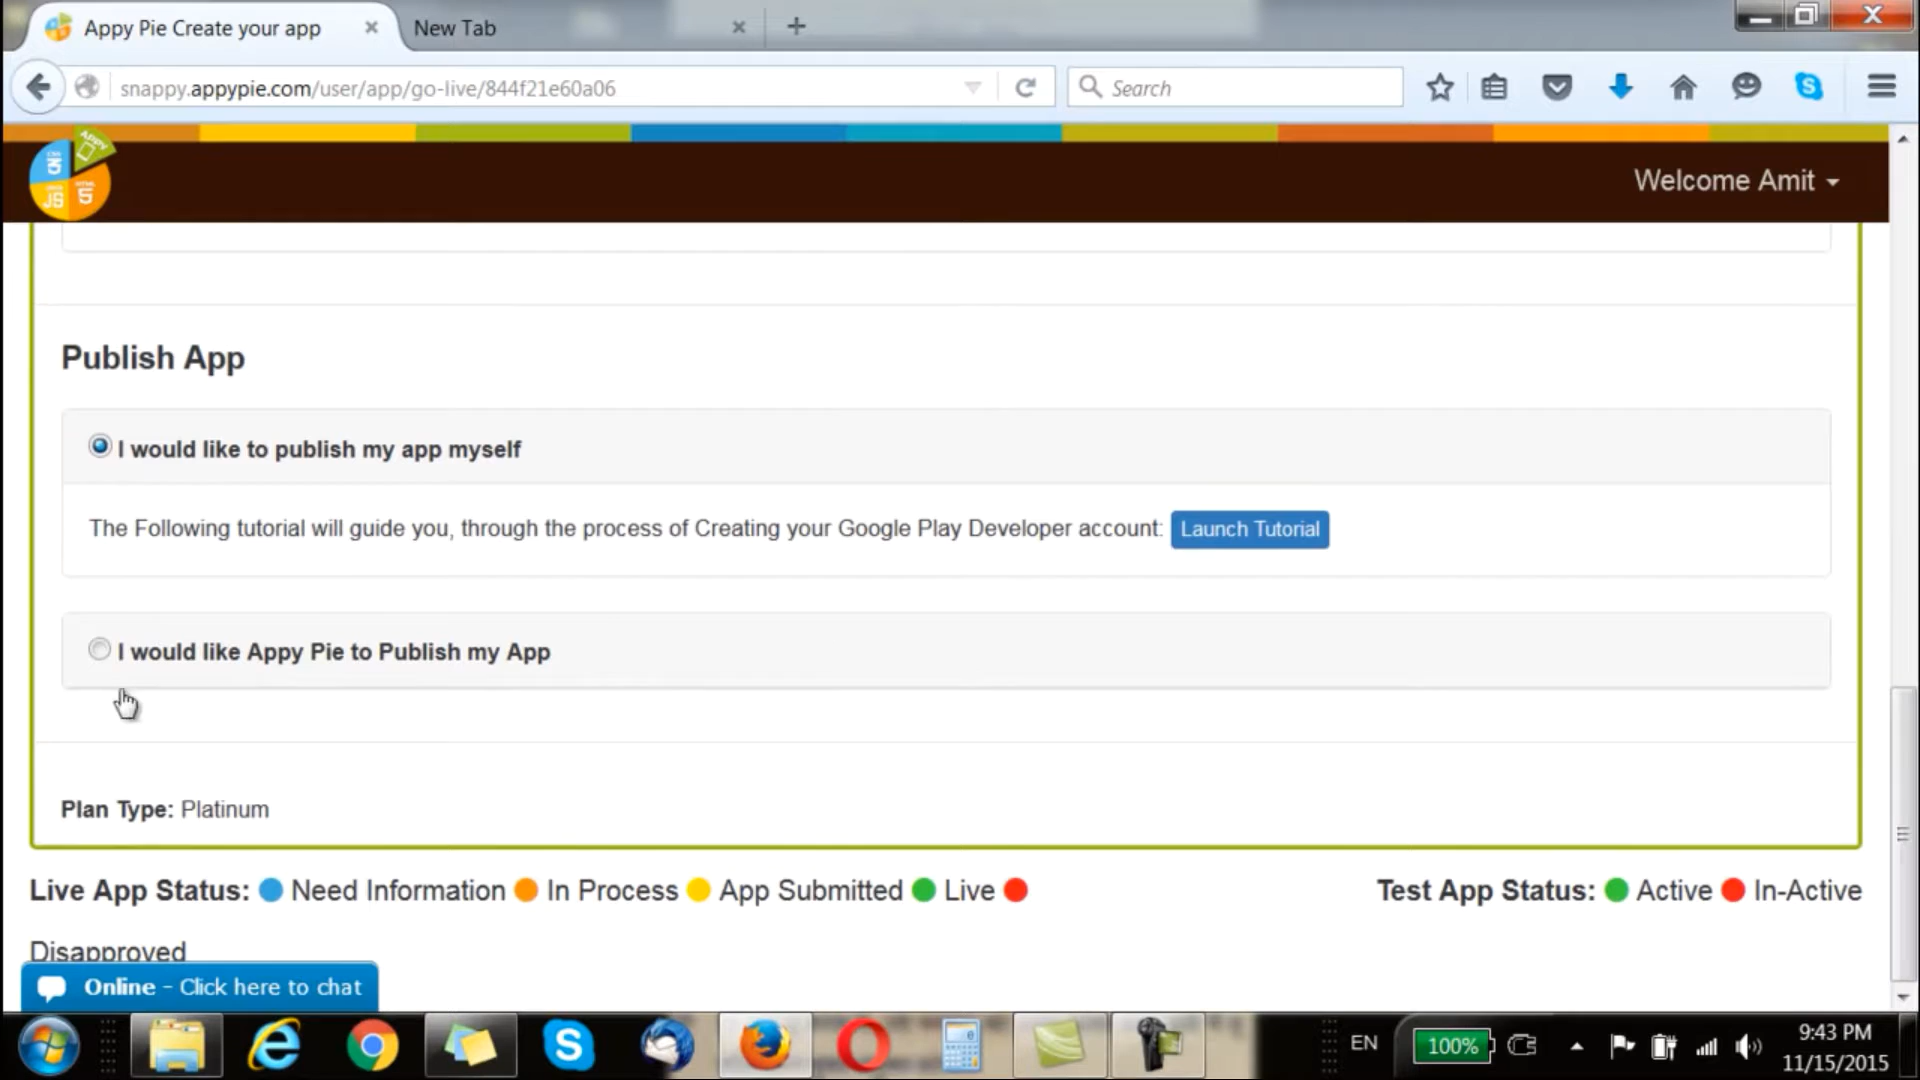 Appy Pie Create your app
New Tab
snappy.appypie.com/user/app/go-live/844f21e60a06
Search
APPY
3
JS
5
Welcome Amit
Publish App
I would like to publish my app myself
The Following tutorial will guide you, through the process of Creating your Google Play Developer account: Launch Tutorial
I would like Appy Pie to Publish my App
Plan Type: Platinum
Live App Status: Need Information In Process App Submitted Live
Disapproved
Test App Status: Active In-Active
Online - Click here to chat
EN
100%
9:43 PM
11/15/2015